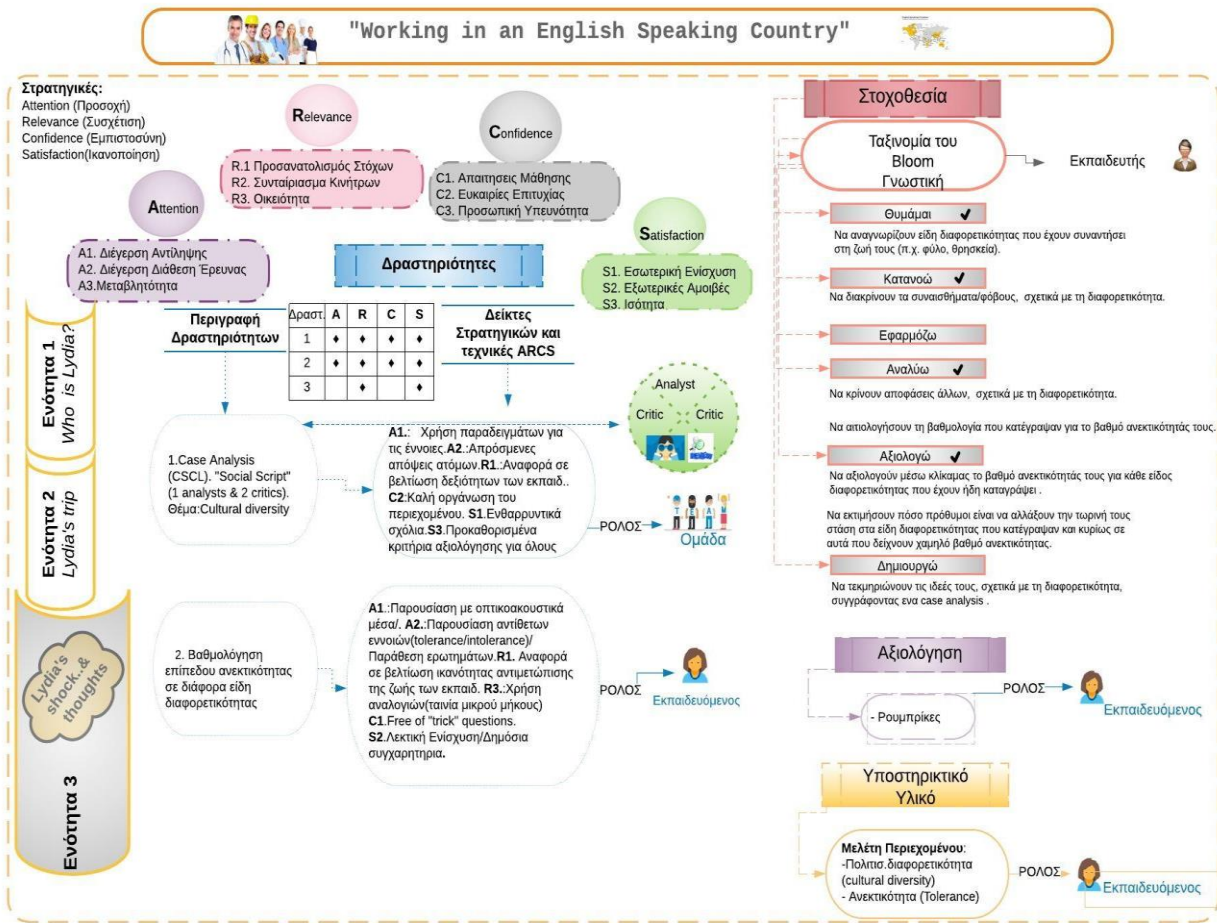 "Working in an English Speaking Country"
Στρατηγικές:
Attention (Προσοχή)
Relevance (Συσχέτιση)
Confidence (Εμπιστοσύνη)
Satisfaction(Ικανοποίηση)
Relevance
R.1 Προσανατολισμός Στόχων
R2. Συνταίριασμα Κινήτρων
R3. Οικειότητα
Confidence
C1. Απαιτησεις Μάθησης
C2. Ευκαιρίες Επιτυχίας
C3. Προσωπική Υπευνότητα
Attention
A1. Διέγερση Αντίληψης
A2. Διέγερση Διάθεση Έρευνας
A3.Μεταβλητότητα
Satisfaction
S1. Εσωτερική Ενίσχυση
S2. Εξωτερικές Αμοιβές
S3. Ισότητα
Δραστηριότητες
Περιγραφή
Δραστηριότητων
Δραστ. A R C S
1 ♦ ♦ ♦ ♦
2 ♦ ♦ ♦ ♦
3 ♦ ♦
Δείκτες
Στρατηγικών και
τεχνικές ARCS
Ενότητα 1
Who is Lydia?
Ενότητα 2
Lydia's trip
Lydia's
shock..&
thoughts
Ενότητα 3
1.Case Analysis
(CSCL). "Social Script"
(1 analysts & 2 critics).
Θέμα:Cultural diversity
A1.: Χρήση παραδειγμάτων για
τις έννοιες.A2.:Απρόσμενες
απόψεις ατόμων.R1.:Αναφορά σε
βελτίωση δεξιότητων των εκπαιδ..
C2:Καλή οργάνωση του
περιεχομένου. S1.Ενθαρρυντικά
σχόλια.S3.Προκαθορισμένα
κριτήρια αξιολόγησης για όλους
Analyst
Critic Critic
ΡΟΛΟΣ
TEAM
Ομάδα
2. Βαθμολόγηση
επίπεδου ανεκτικότητας
σε διάφορα είδη
διαφορετικότητας
A1.:Παρουσίαση με οπτικοακουστικά
μέσα/. A2.:Παρουσίαση αντίθετων
εννοιών(tolerance/intolerance)/
Παράθεση ερωτημάτων.R1. Αναφορά
σε βελτίωση ικανότητας αντιμετώπισης
της ζωής των εκπαιδ. R3.:Χρήση
αναλογιών(ταινία μικρού μήκους)
C1.Free of "trick" questions.
S2.Λεκτική Ενίσχυση/Δημόσια
συγχαρητηρια.
ΡΟΛΟΣ
Εκπαιδευόμενος
Στοχοθεσία
Ταξινομία του
Bloom
Γνωστική
Εκπαιδευτής
Θυμάμαι ✔
Να αναγνωρίζουν είδη διαφορετικότητας που έχουν συναντήσει
στη ζωή τους (π.χ. φύλο, θρησκεία).
Κατανοώ ✔
Να διακρίνουν τα συναισθήματα/φόβους, σχετικά με τη διαφορετικότητα.
Εφαρμόζω
Αναλύω ✔
Να κρίνουν αποφάσεις άλλων, σχετικά με τη διαφορετικότητα.
Να αιτιολογήσουν τη βαθμολογία που κατέγραψαν για το βαθμό ανεκτικότητάς τους.
Αξιολογώ ✔
Να αξιολογούν μέσω κλίκαμας το βαθμό ανεκτικότητάς τους για κάθε είδος
διαφορετικότητας που έχουν ήδη καταγράψει .
Να εκτιμήσουν πόσο πρόθυμοι είναι να αλλάξουν την τωρινή τους
στάση στα είδη διαφορετικότητας που κατέγραψαν και κυρίως σε
αυτά που δείχνουν χαμηλό βαθμό ανεκτικότητας.
Δημιουργώ
Να τεκμηριώνουν τις ιδεές τους, σχετικά με τη διαφορετικότητα,
συγγράφοντας ενα case analysis .
Αξιολόγηση
- Ρουμπρίκες
ΡΟΛΟΣ
Εκπαιδευόμενος
Υποστηρικτικό
Υλικό
Μελέτη Περιεχομένου:
-Πολιτισ.διαφορετικότητα
(cultural diversity)
- Ανεκτικότητα (Tolerance)
ΡΟΛΟΣ
Εκπαιδευόμενος